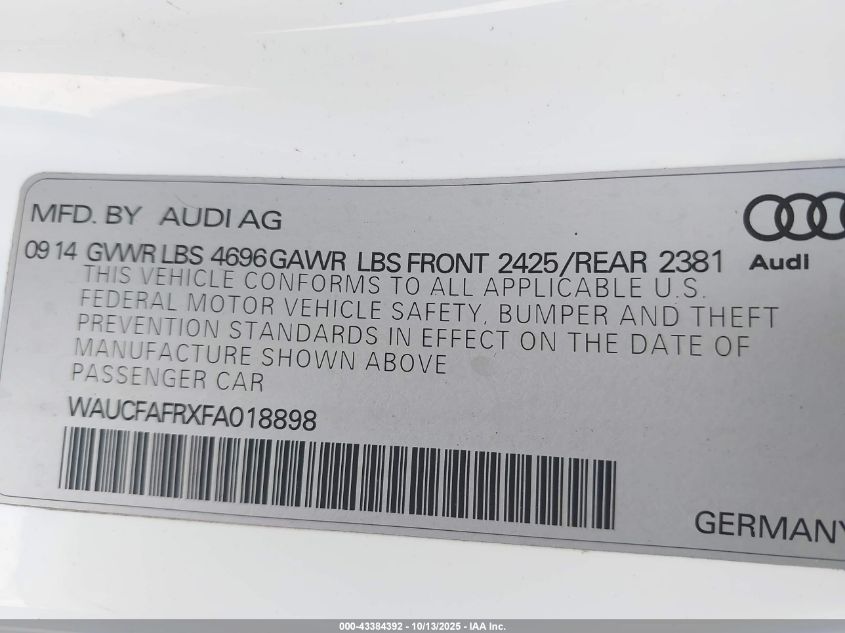 MFD. BY AUDI AG
09 14 GVWR LBS 4696 GAWR LBS FRONT 2425/REAR 2381
Audi
THIS VEHICLE CONFORMS TO ALL APPLICABLE U.S.
FEDERAL MOTOR VEHICLE SAFETY, BUMPER AND THEFT
PREVENTION STANDARDS IN EFFECT ON THE DATE OF
MANUFACTURE SHOWN ABOVE
PASSENGER CAR
WAUCFAFRXFA018898
GERMANY
000-43384392 - 10/13/2025 - IAA Inc.